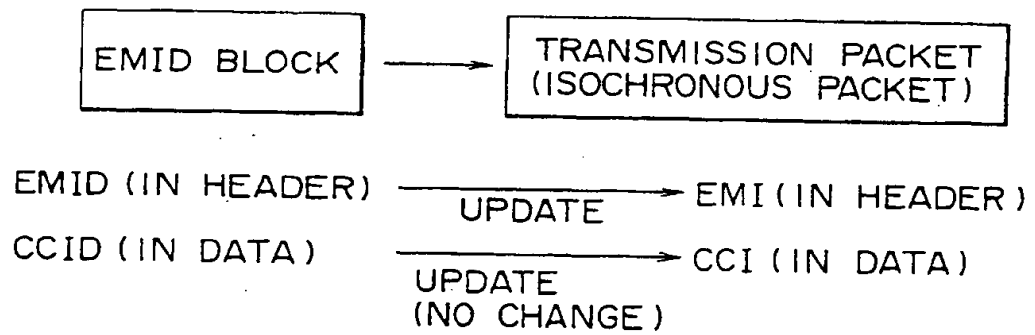 EMID BLOCK
TRANSMISSION PACKET
(ISOCHRONOUS PACKET)
EMID (IN HEADER)
UPDATE
EMI (IN HEADER)
CCID (IN DATA)
UPDATE
(NO CHANGE)
CCI (IN DATA)